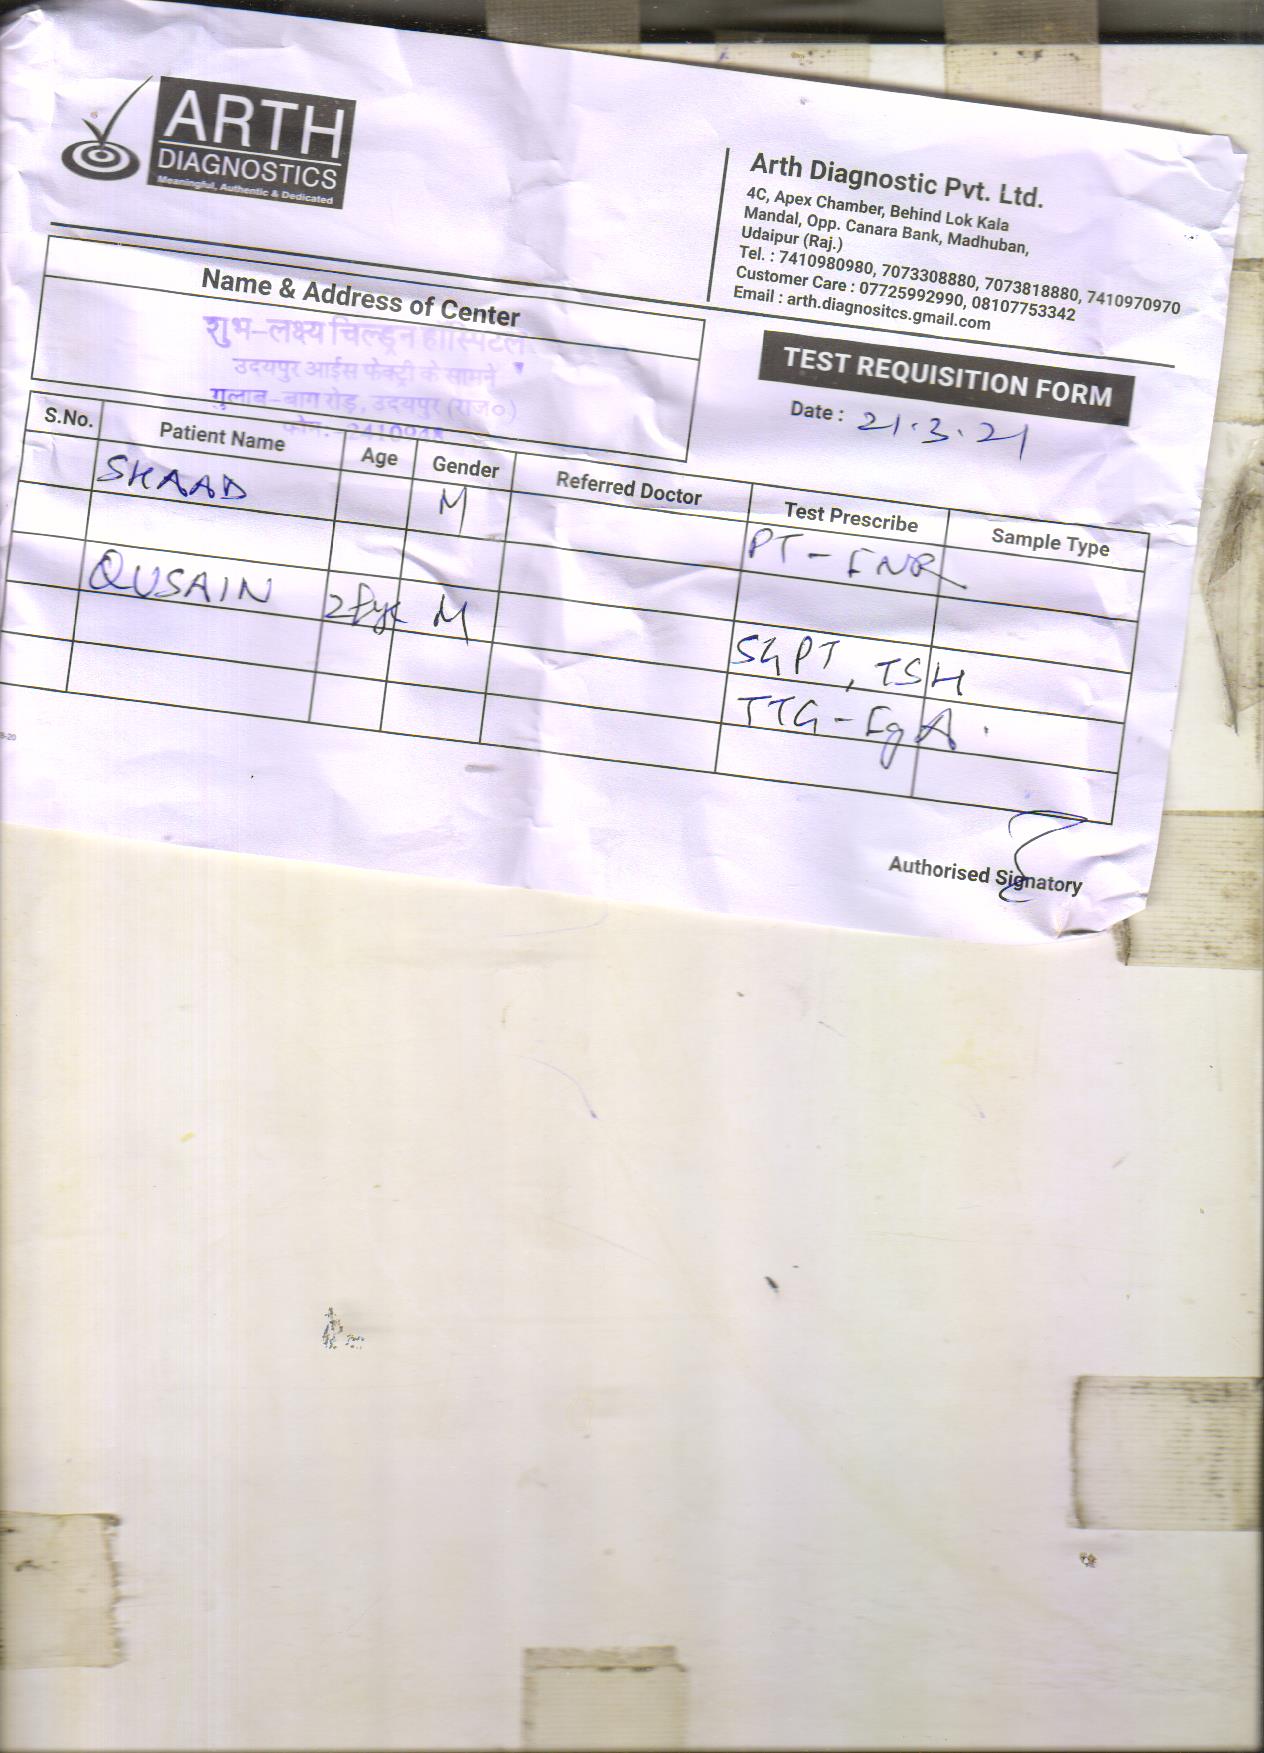 ARTH
DIAGNOSTICS
Meaningful, Authentic & Dedicated
Arth Diagnostic Pvt. Ltd.
4C, Apex Chamber, Behind Lok Kala
Mandal, Opp. Canara Bank, Madhuban,
Udaipur (Raj.)
Tel. : 7410980980, 7073308880, 7073818880, 7410970970
Customer Care : 07725992990, 08107753342
Email : arth.diagnositcs.gmail.com
Name & Address of Center
शुभ-लक्ष्य चिल्ड्रन हास्पिटल
उदयपुर आईस फेक्ट्री के सामने
गुलाब-बाग रोड़, उदयपुर (राज०)
फोन.-
TEST REQUISITION FORM
Date : 21.3.21
S.No. Patient Name Age Gender Referred Doctor Test Prescribe Sample Type
SHAAD M PT-INR
QUSAIN M SGPT, TSH
TTG-IgA.
8-20
Authorised Signatory